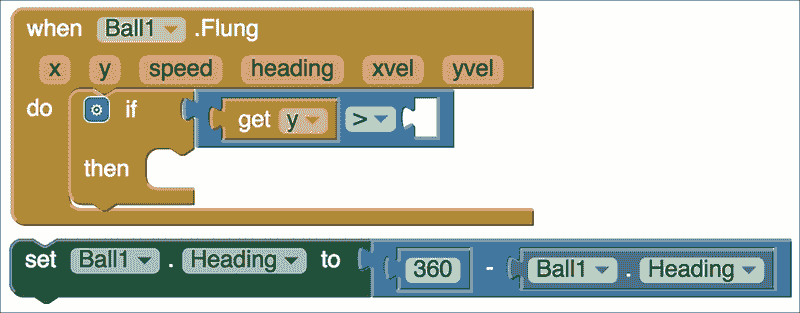 when Ball1 .Flung
x y speed heading xvel yvel
do if get y >
then
set Ball1 . Heading to 360 - Ball1 . Heading